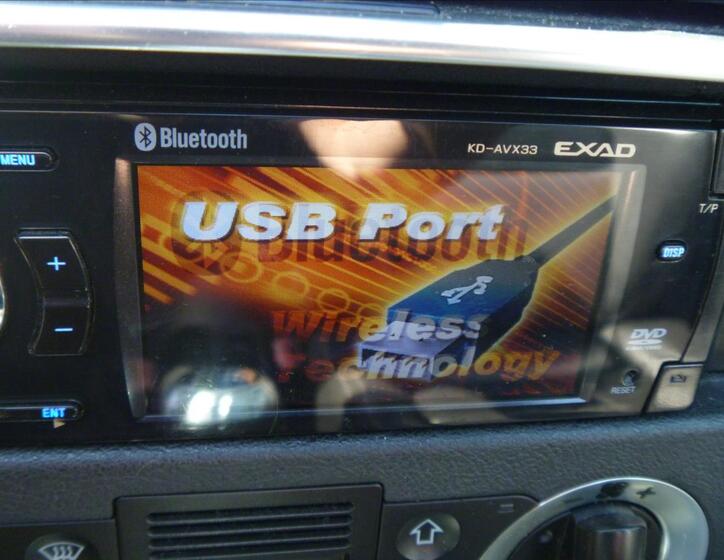 Bluetooth
KD-AVX33 EXAD
MENU
T/P
USB Port
Bluetooth
+
DISP
Wireless
Technology
−
DVD
RESET
ENT